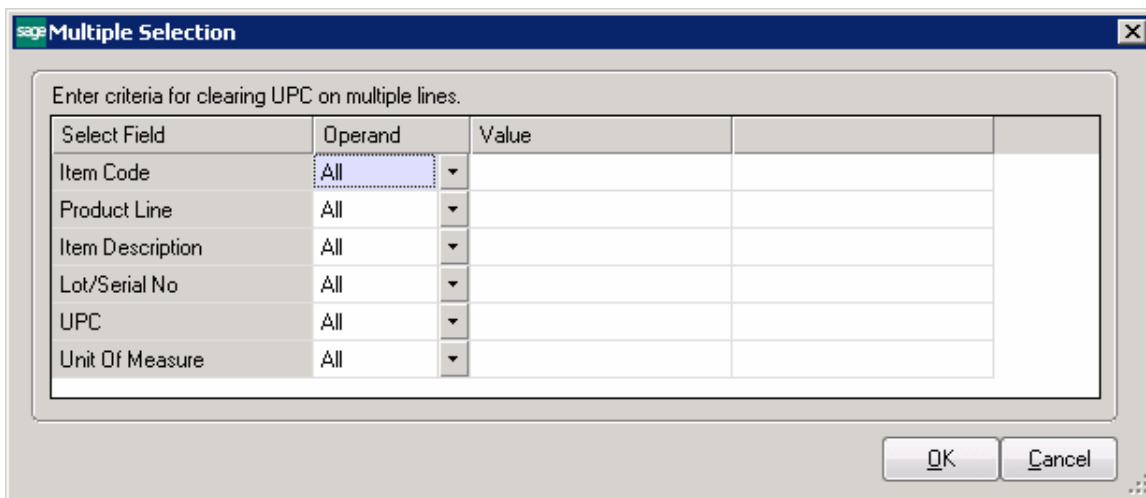 sage Multiple Selection
Enter criteria for clearing UPC on multiple lines.
Select Field Operand Value
Item Code All
Product Line All
Item Description All
Lot/Serial No All
UPC All
Unit Of Measure All
OK Cancel